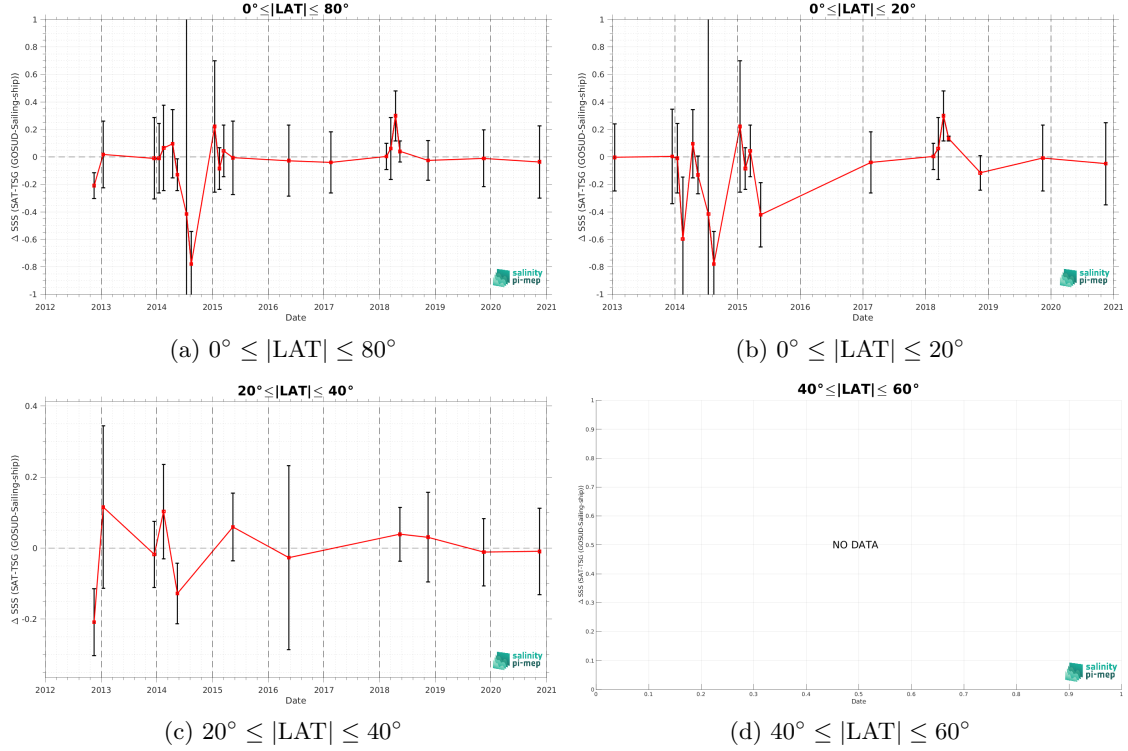 0°≤|LAT|≤ 80°
Δ SSS (SAT-TSG (GOSUD-Sailing-ship))
1
0.8
0.6
0.4
0.2
0
-0.2
-0.4
-0.6
-0.8
-1
2012 2013 2014 2015 2016 2017 2018 2019 2020 2021
Date
salinity
pi-mep
(a) 0° ≤ |LAT| ≤ 80°
0°≤|LAT|≤ 20°
Δ SSS (SAT-TSG (GOSUD-Sailing-ship))
1
0.8
0.6
0.4
0.2
0
-0.2
-0.4
-0.6
-0.8
-1
2013 2014 2015 2016 2017 2018 2019 2020 2021
Date
salinity
pi-mep
(b) 0° ≤ |LAT| ≤ 20°
20°≤|LAT|≤ 40°
Δ SSS (SAT-TSG (GOSUD-Sailing-ship))
0.4
0.2
0
-0.2
2012 2013 2014 2015 2016 2017 2018 2019 2020 2021
Date
salinity
pi-mep
(c) 20° ≤ |LAT| ≤ 40°
40°≤|LAT|≤ 60°
Δ SSS (SAT-TSG (GOSUD-Sailing-ship))
1
0.9
0.8
0.7
0.6
0.5
0.4
0.3
0.2
0.1
0
NO DATA
0 0.1 0.2 0.3 0.4 0.5 0.6 0.7 0.8 0.9 1
Date
salinity
pi-mep
(d) 40° ≤ |LAT| ≤ 60°